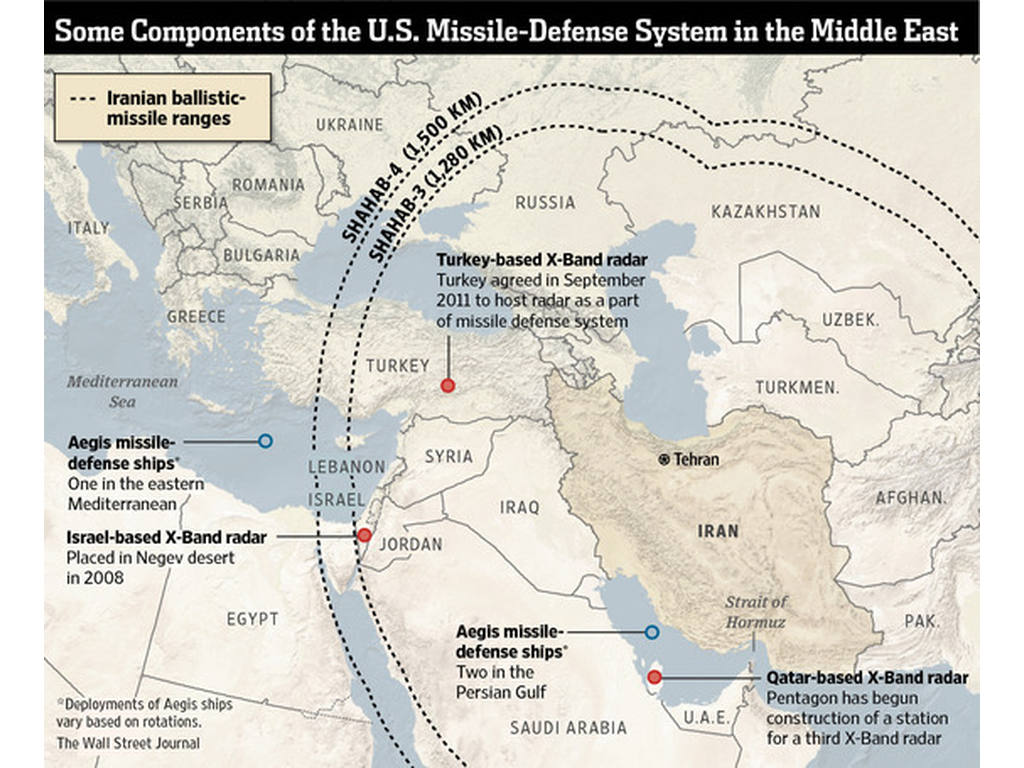 Some Components of the U.S. Missile-Defense System in the Middle East
Iranian ballistic-
missile ranges
SHAHAB-4 (1,500 KM)
SHAHAB-3 (1,280 KM)
UKRAINE
ROMANIA
SERBIA
ITALY
BULGARIA
GREECE
RUSSIA
KAZAKHSTAN
Turkey-based X-Band radar
Turkey agreed in September
2011 to host radar as a part
of missile defense system
UZBEK.
TURKEY
TURKMEN.
Mediterranean
Sea
Aegis missile-
defense ships*
One in the eastern
Mediterranean
LEBANON
SYRIA
Tehran
ISRAEL
IRAQ
AFGHAN.
IRAN
Israel-based X-Band radar
Placed in Negev desert
in 2008
JORDAN
EGYPT
Strait of
Hormuz
PAK.
Aegis missile-
defense ships*
Two in the
Persian Gulf
Qatar-based X-Band radar
Pentagon has begun
construction of a station
for a third X-Band radar
U.A.E.
SAUDI ARABIA
*Deployments of Aegis ships
vary based on rotations.
The Wall Street Journal